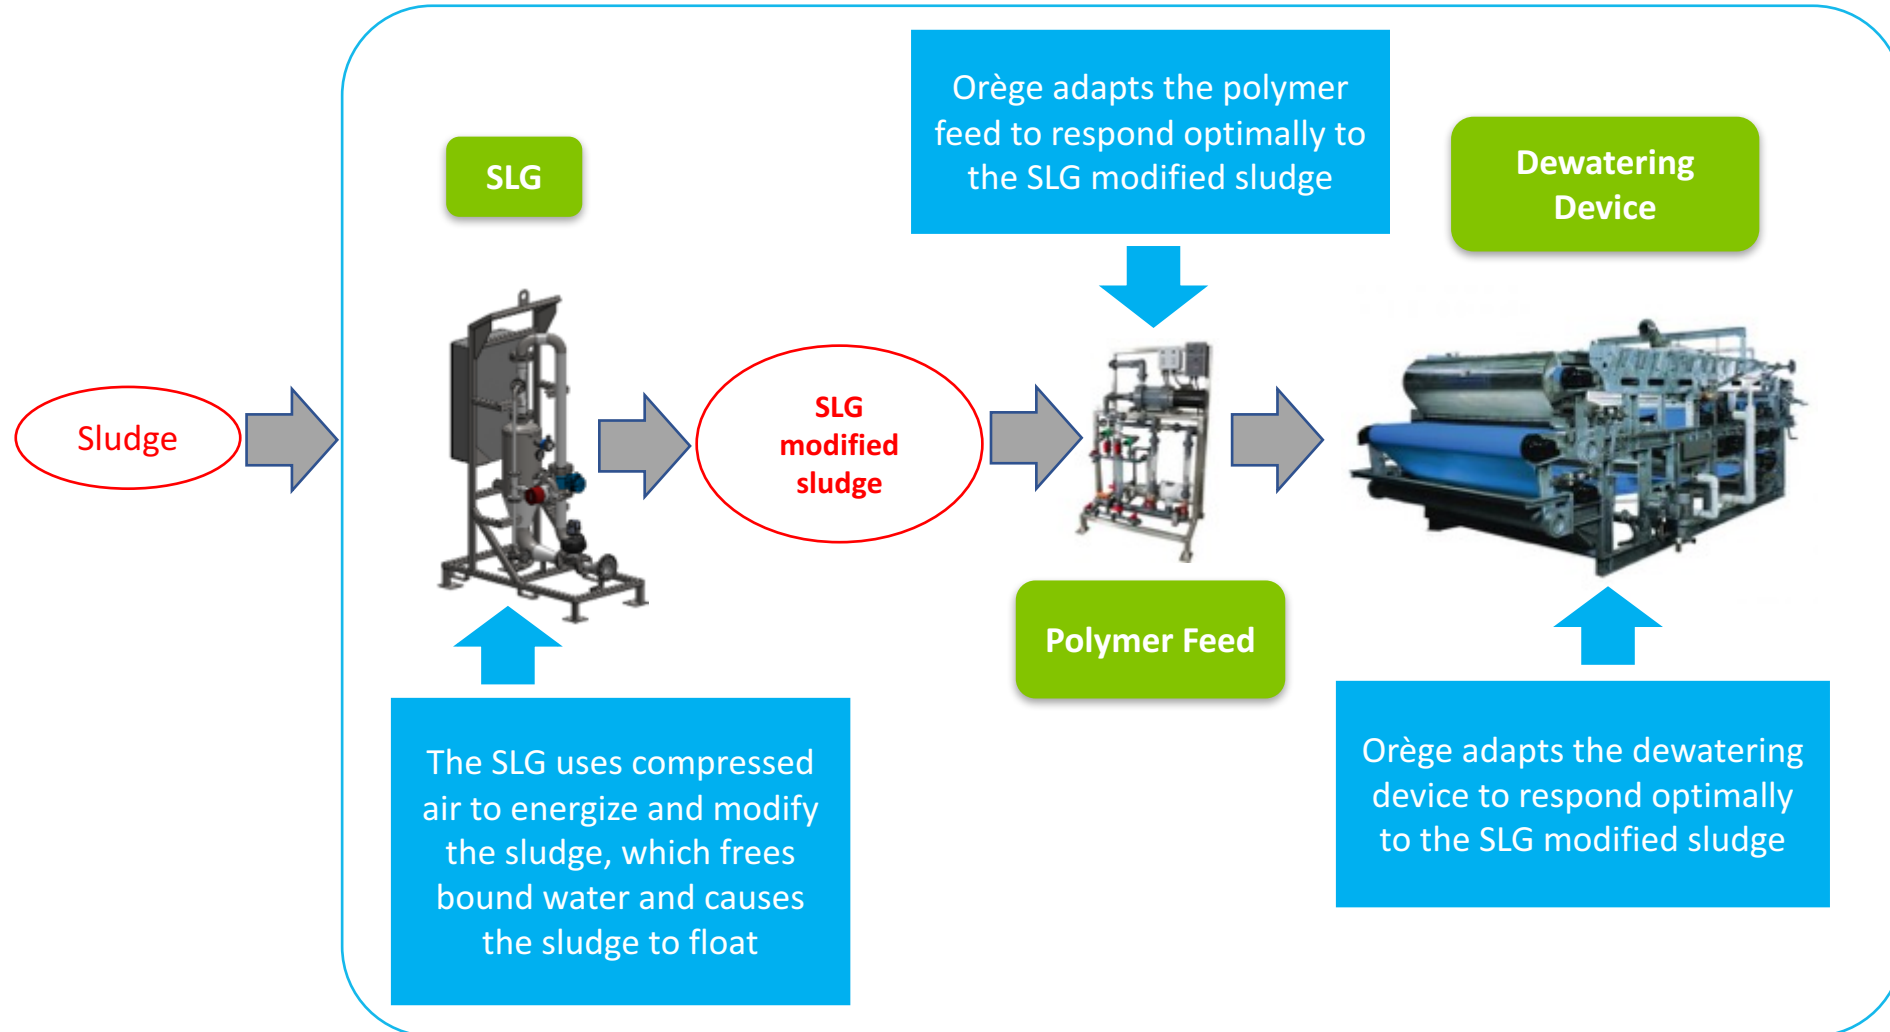 Sludge
SLG
The SLG uses compressed
air to energize and modify
the sludge, which frees
bound water and causes
the sludge to float
SLG
modified
sludge
Orège adapts the polymer
feed to respond optimally to
the SLG modified sludge
Polymer Feed
Dewatering
Device
Orège adapts the dewatering
device to respond optimally
to the SLG modified sludge